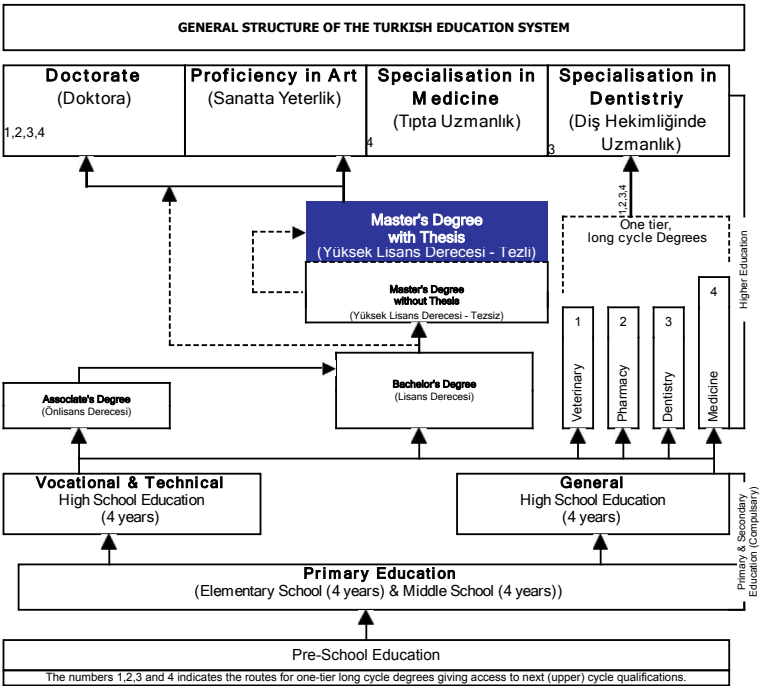 GENERAL STRUCTURE OF THE TURKISH EDUCATION SYSTEM
Doctorate
(Doktora)
1,2,3,4
Proficiency in Art
(Sanatta Yeterlik)
Specialisation in
Medicine
(Tıpta Uzmanlık)
4
Specialisation in
Dentistriy
(Diş Hekimliğinde
Uzmanlık)
3
1,2,3,4
One tier,
long cycle Degrees
Higher Education
Master's Degree
with Thesis
(Yüksek Lisans Derecesi - Tezli)
Master's Degree
without Thesis
(Yüksek Lisans Derecesi - Tezsiz)
1
Veterinary
2
Pharmacy
3
Dentistry
4
Medicine
Associate's Degree
(Önlisans Derecesi)
Bachelor's Degree
(Lisans Derecesi)
Vocational & Technical
High School Education
(4 years)
General
High School Education
(4 years)
Primary & Secondary
Education (Compulsary)
Primary Education
(Elementary School (4 years) & Middle School (4 years))
Pre-School Education
The numbers 1,2,3 and 4 indicates the routes for one-tier long cycle degrees giving access to next (upper) cycle qualifications.